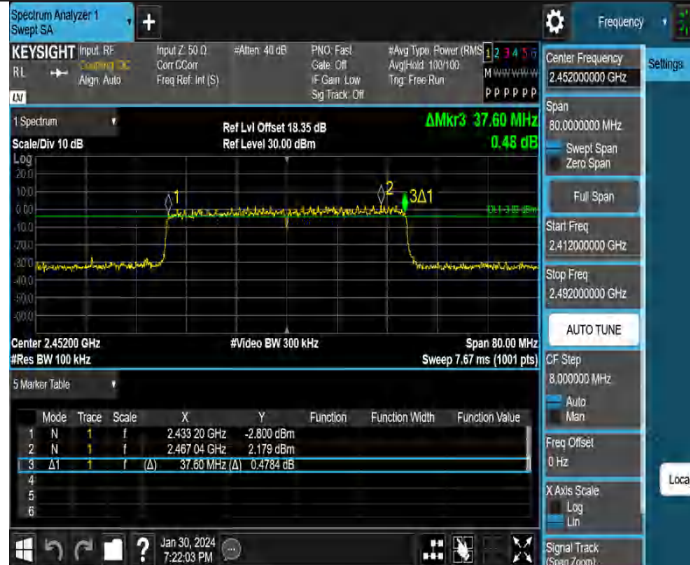 Spectrum Analyzer 1
Swept SA
+
Frequency
KEYSIGHT
RL
Input: RF
Coupling: DC
Align: Auto
Input Z: 50 Ω
Corr CCorr
Freq Ref: Int (S)
#Atten: 40 dB
PNO: Fast
Gate: Off
IF Gain: Low
Sig Track: Off
#Avg Type: Power (RMS
Avg|Hold: 100/100
Trig: Free Run
1 2 3 4 5 6
M W W W W W
P P P P P P
LXI
1 Spectrum
Scale/Div 10 dB
Ref Lvl Offset 18.35 dB
Ref Level 30.00 dBm
ΔMkr3 37.60 MHz
0.48 dB
Log
20.0
10.0
0.00
-10.0
-20.0
-30.0
-40.0
-50.0
-60.0
1
2
3Δ1
Center 2.45200 GHz
#Res BW 100 kHz
#Video BW 300 kHz
Span 80.00 MHz
Sweep 7.67 ms (1001 pts)
5 Marker Table
Mode Trace Scale X Y Function Function Width Function Value
1 N 1 f 2.433 20 GHz -2.800 dBm
2 N 1 f 2.467 04 GHz 2.179 dBm
3 Δ1 1 f (Δ) 37.60 MHz (Δ) 0.4784 dB
4
5
6
?
Jan 30, 2024
7:22:03 PM
Center Frequency
2.452000000 GHz
Settings
Span
80.0000000 MHz
Swept Span
Zero Span
Full Span
Start Freq
2.412000000 GHz
Stop Freq
2.492000000 GHz
AUTO TUNE
CF Step
8.000000 MHz
Auto
Man
Freq Offset
0 Hz
X Axis Scale
Log
Lin
Loca
Signal Track
(Span Zoom)